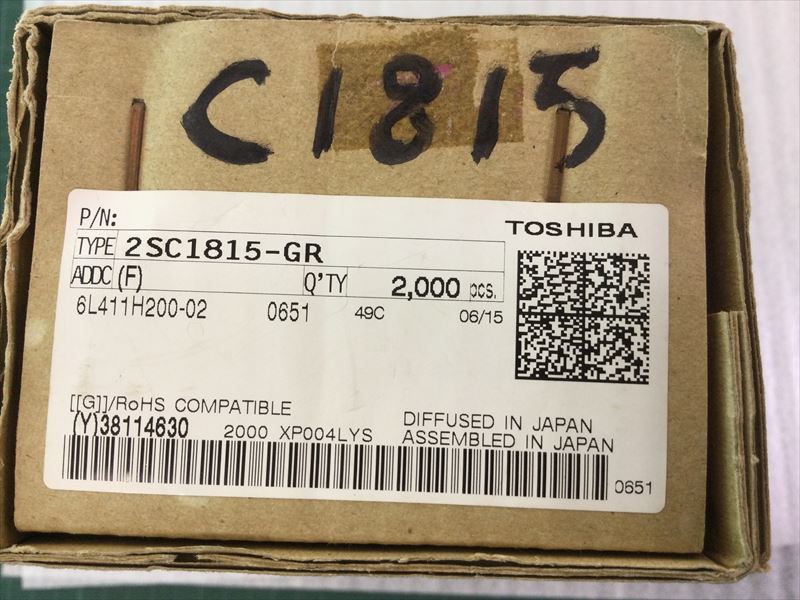 C1815
P/N:
TOSHIBA
TYPE 2SC1815-GR
ADDC (F) Q'TY 2,000 pcs.
6L411H200-02 0651 49C 06/15
[[G]]/RoHS COMPATIBLE
DIFFUSED IN JAPAN
(Y)38114630 2000 XP004LYS ASSEMBLED IN JAPAN
0651